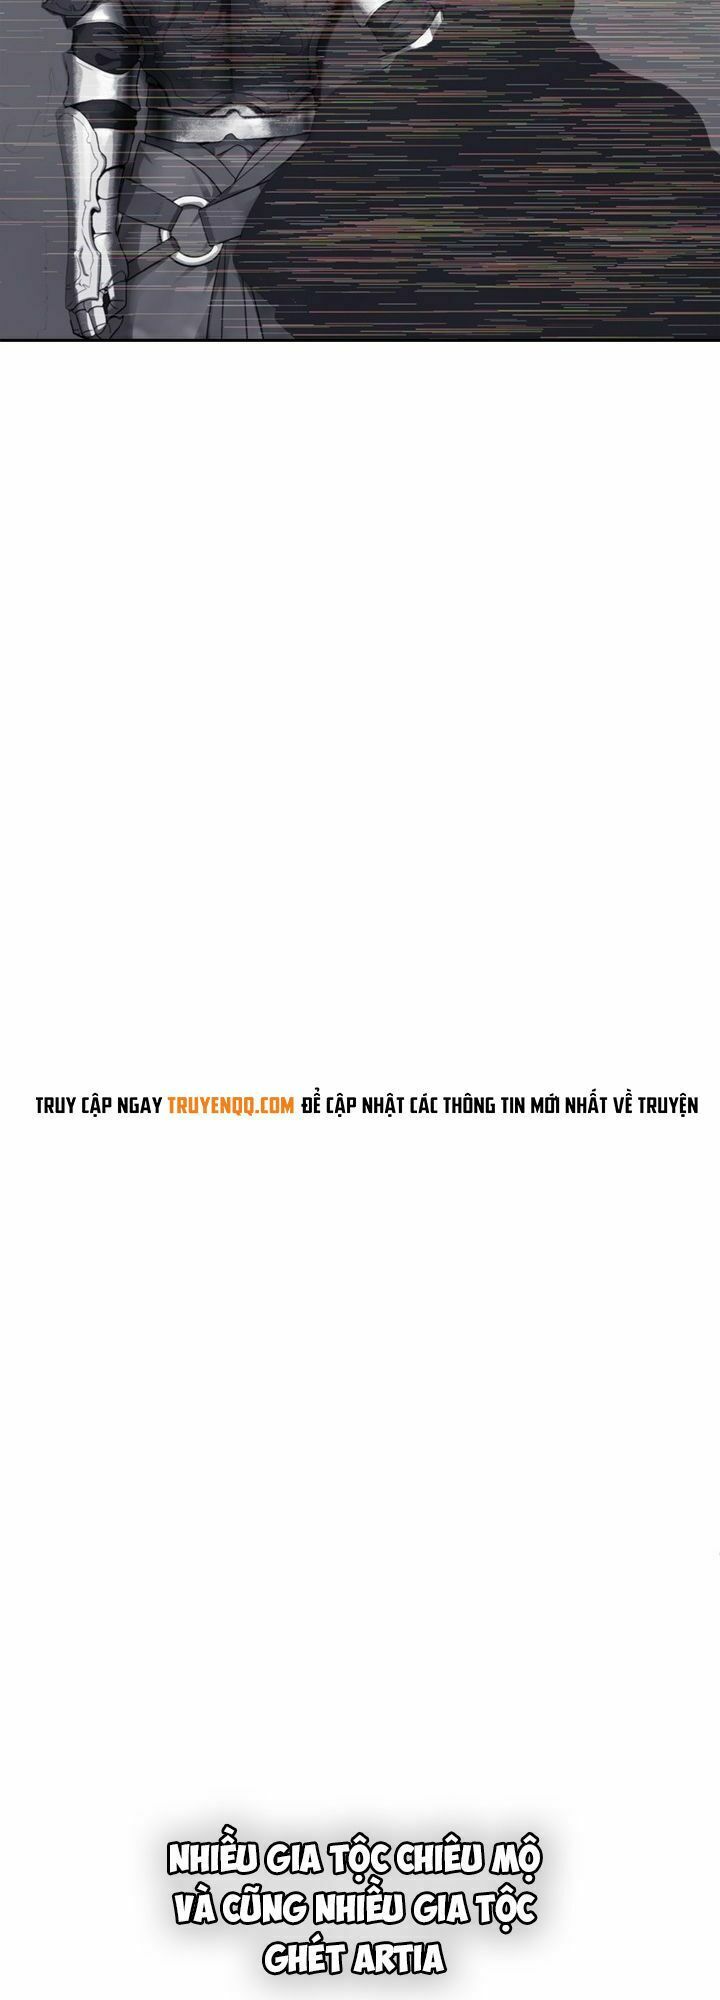 TRUY CẬP NGAY TRUYENQQ.COM ĐỂ CẬP NHẬT CÁC THÔNG TIN MỚI NHẤT VỀ TRUYỆN
NHIỀU GIA TỘC CHIÊU MỘ
VÀ CŨNG NHIỀU GIA TỘC
GHÉT ARTIA